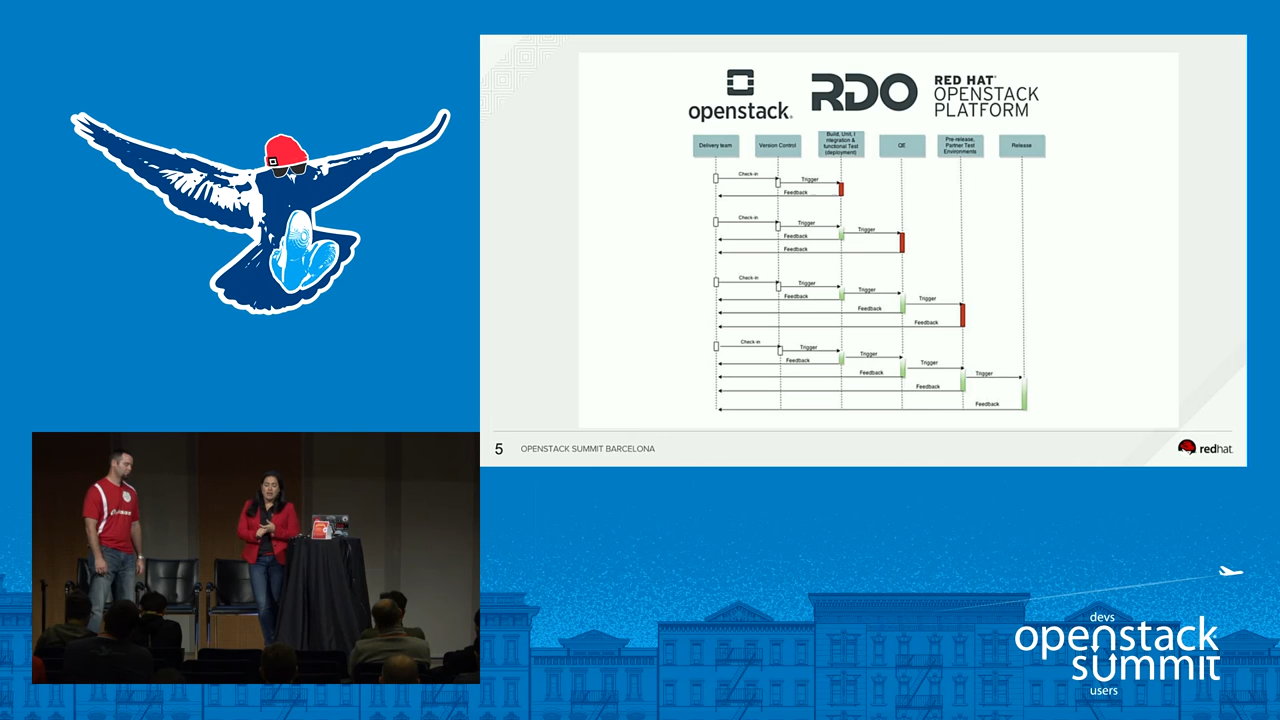 openstack.
RDO
RED HAT
OPENSTACK
PLATFORM
Delivery team
Version Control
Build, Unit, I
ntegration &
functional Test
(deployment)
QE
Pre-release,
Partner Test
Environments
Release
Check-in
Trigger
Feedback
Check-in
Trigger
Trigger
Feedback
Feedback
Check-in
Trigger
Trigger
Feedback
Trigger
Feedback
Feedback
Check-in
Trigger
Trigger
Feedback
Trigger
Feedback
Trigger
Feedback
Feedback
5 OPENSTACK SUMMIT BARCELONA
redhat.
devs
openstack
summit
users